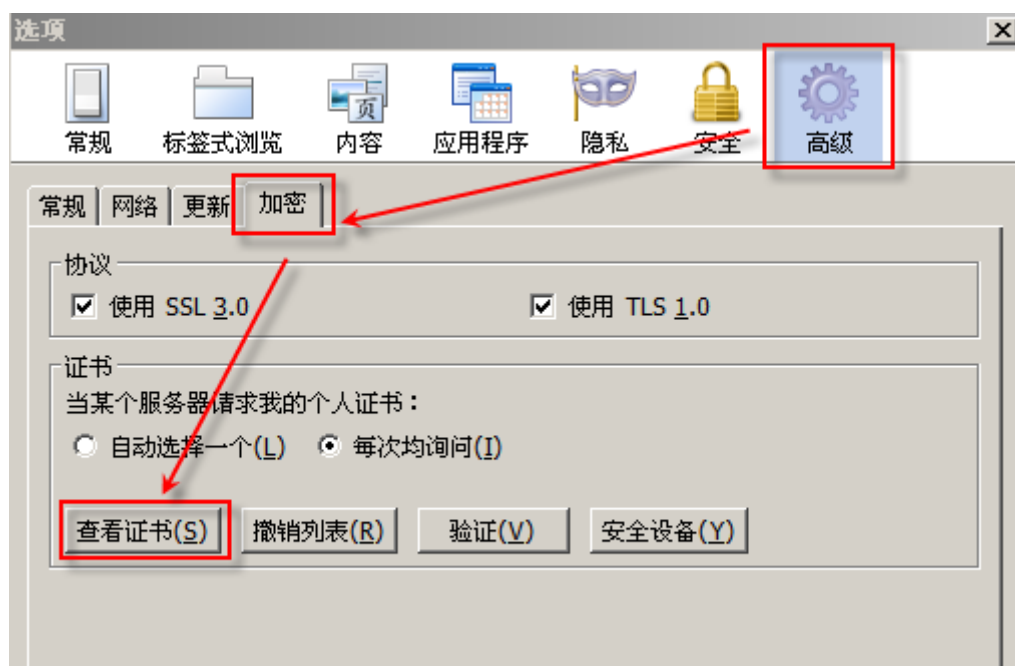 选项
页
常规 标签式浏览 内容 应用程序 隐私 安全 高级
常规 网络 更新 加密
协议
使用 SSL 3.0 使用 TLS 1.0
证书
当某个服务器请求我的个人证书：
自动选择一个(L) 每次均询问(I)
查看证书(S) 撤销列表(R) 验证(V) 安全设备(Y)